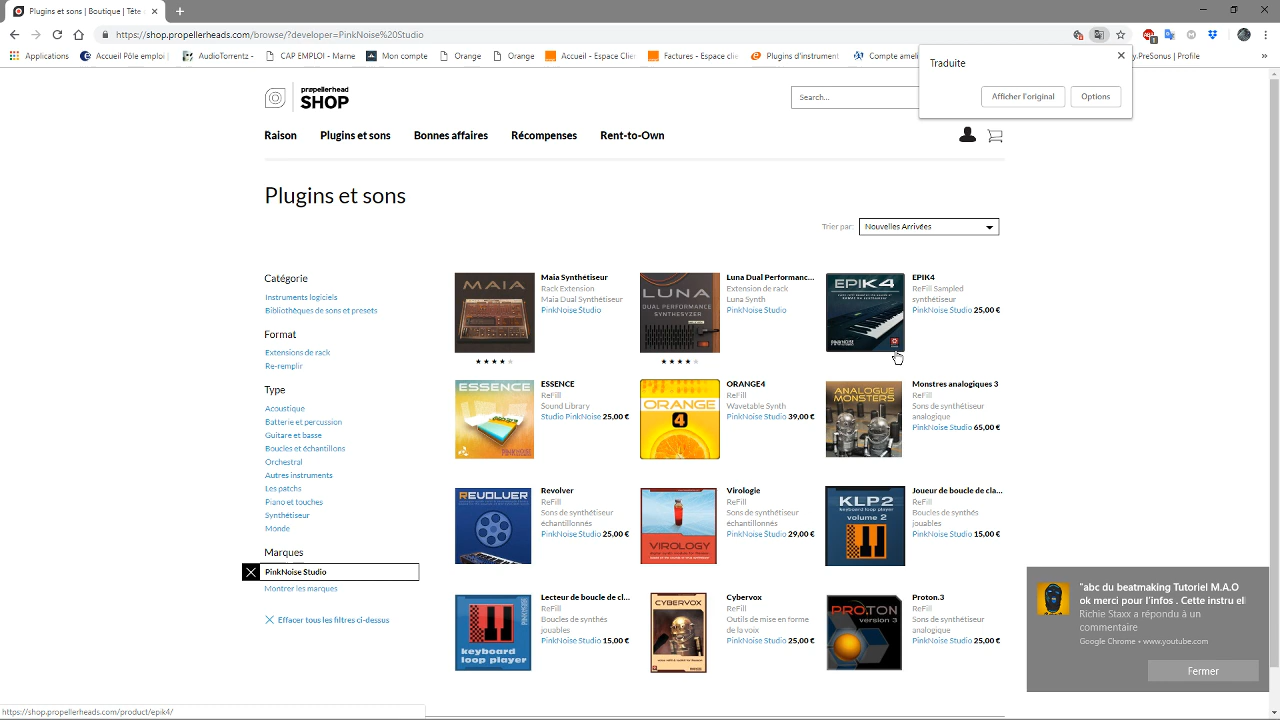 Plugins et sons | Boutique | Tête
https://shop.propellerheads.com/browse/?developer=PinkNoise%20Studio
Applications
Accueil Pôle emploi |
AudioTorrentz -
CAP EMPLOI - Marne
Mon compte
Orange
Orange
Accueil - Espace Clier
Factures - Espace clie
Plugins d'instrument
Compte ameli
y.PreSonus | Profile
»
Traduite
Afficher l'original
Options
propellerhead
SHOP
Search...
Raison
Plugins et sons
Bonnes affaires
Récompenses
Rent-to-Own
Plugins et sons
Trier par:
Nouvelles Arrivées
Catégorie
Instruments logiciels
Bibliothèques de sons et presets
Format
Extensions de rack
Re-remplir
Type
Acoustique
Batterie et percussion
Guitare et basse
Boucles et échantillons
Orchestral
Autres instruments
Les patchs
Piano et touches
Synthétiseur
Monde
Marques
PinkNoise Studio
Montrer les marques
Effacer tous les filtres ci-dessus
MAIA
Maia Synthétiseur
Rack Extension
Maia Dual Synthétiseur
PinkNoise Studio
LUNA
DUAL PERFORMANCE
SYNTHESYZER
Luna Dual Performanc...
Extension de rack
Luna Synth
PinkNoise Studio
EPIK4
EPIK4
ReFill Sampled
synthétiseur
PinkNoise Studio 25,00 €
ESSENCE
ESSENCE
ReFill
Sound Library
Studio PinkNoise 25,00 €
ORANGE
4
ORANGE4
ReFill
Wavetable Synth
PinkNoise Studio 39,00 €
ANALOGUE
MONSTERS
Monstres analogiques 3
ReFill
Sons de synthétiseur
analogique
PinkNoise Studio 65,00 €
REVOLVER
Revolver
ReFill
Sons de synthétiseur
échantillonnés
PinkNoise Studio 25,00 €
VIROLOGY
Virologie
ReFill
Sons de synthétiseur
échantillonnés
PinkNoise Studio 29,00 €
KLP2
keyboard loop player
volume 2
Joueur de boucle de cla...
ReFill
Boucles de synthés
jouables
PinkNoise Studio 15,00 €
keyboard
loop player
Lecteur de boucle de cl...
ReFill
Boucles de synthés
jouables
PinkNoise Studio 15,00 €
CYBERVOX
Cybervox
ReFill
Outils de mise en forme
de la voix
PinkNoise Studio 25,00 €
PROTON
version 3
Proton.3
ReFill
Sons de synthétiseur
analogique
PinkNoise Studio 25,00 €
"abc du beatmaking Tutoriel M.A.O
ok merci pour l'infos . Cette instru el
Richie Staxx a répondu à un
commentaire
Google Chrome • www.youtube.com
Fermer
https://shop.propellerheads.com/product/epik4/